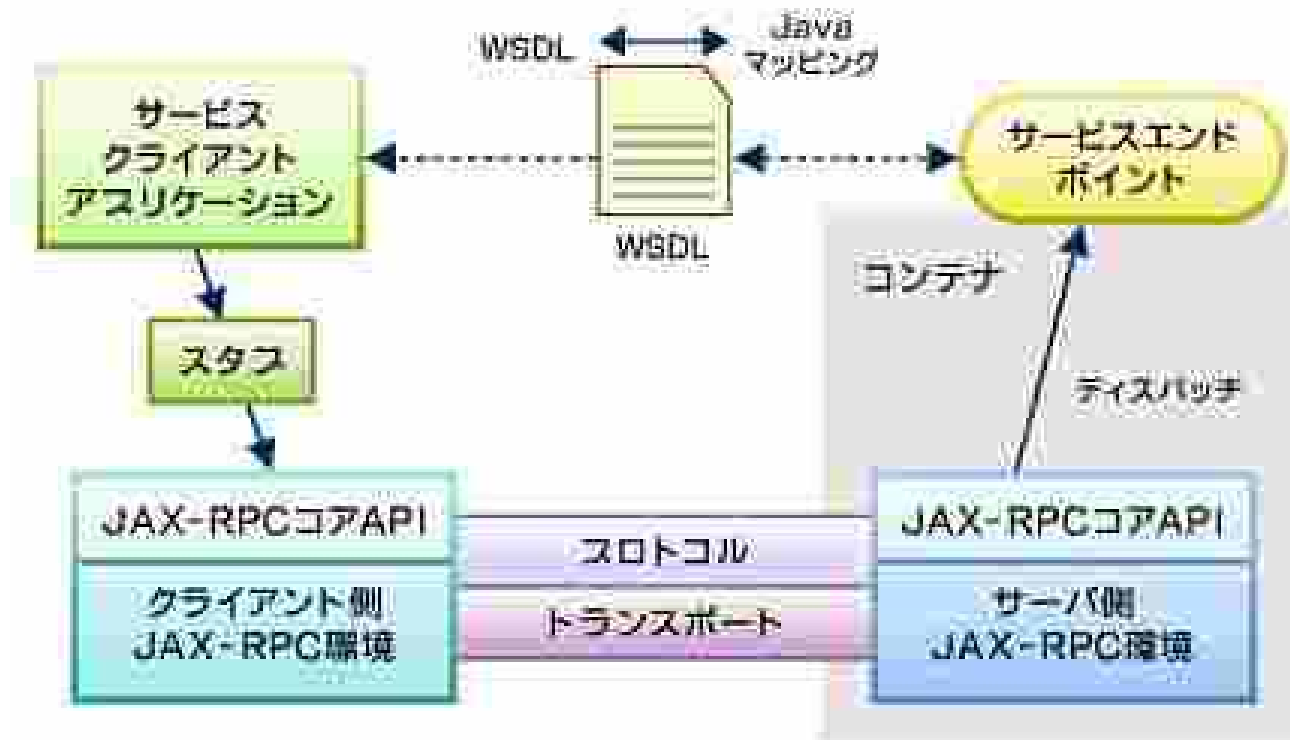 WSDL
Java
マッピング
サービス
クライアント
アプリケーション
WSDL
サービスエンド
ポイント
コンテナ
スタブ
ディスパッチ
JAX-RPCコアAPI
クライアント側
JAX-RPC環境
プロトコル
トランスポート
JAX-RPCコアAPI
サーバ側
JAX-RPC環境